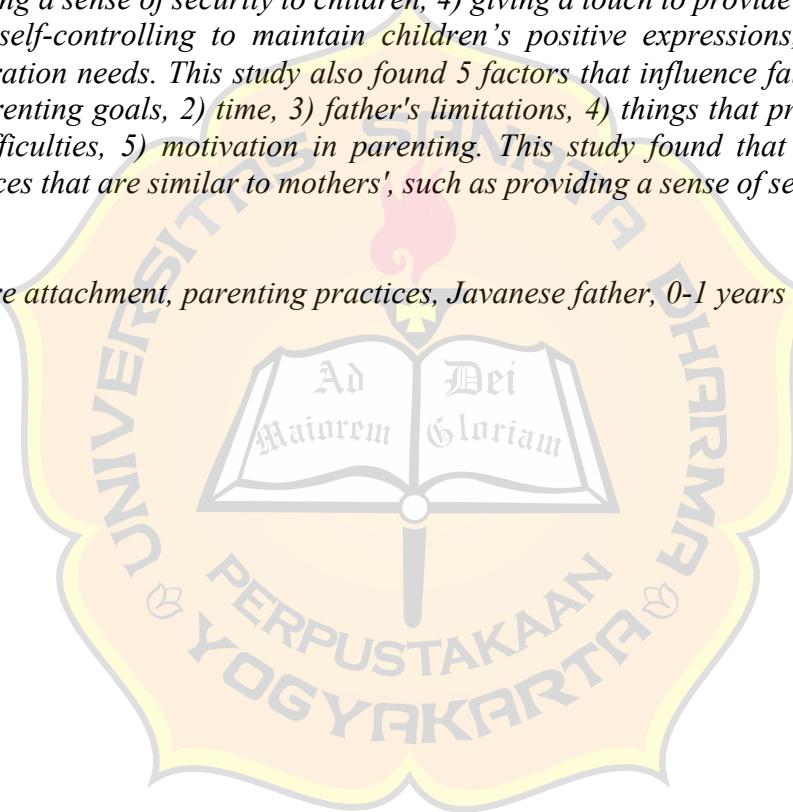 ng a sense of security to children, 4) giving a touch to provide
self-controlling to maintain children's positive expressions,
ration needs. This study also found 5 factors that influence fa
renting goals, 2) time, 3) father's limitations, 4) things that pr
fficulties, 5) motivation in parenting. This study found that
ces that are similar to mothers', such as providing a sense of se
re attachment, parenting practices, Javanese father, 0-1 years
UNIVERSITAS SANATA DHARMA
Ad Dei
Maiorem Gloriam
PERPUSTAKAAN
YOGYAKARTA